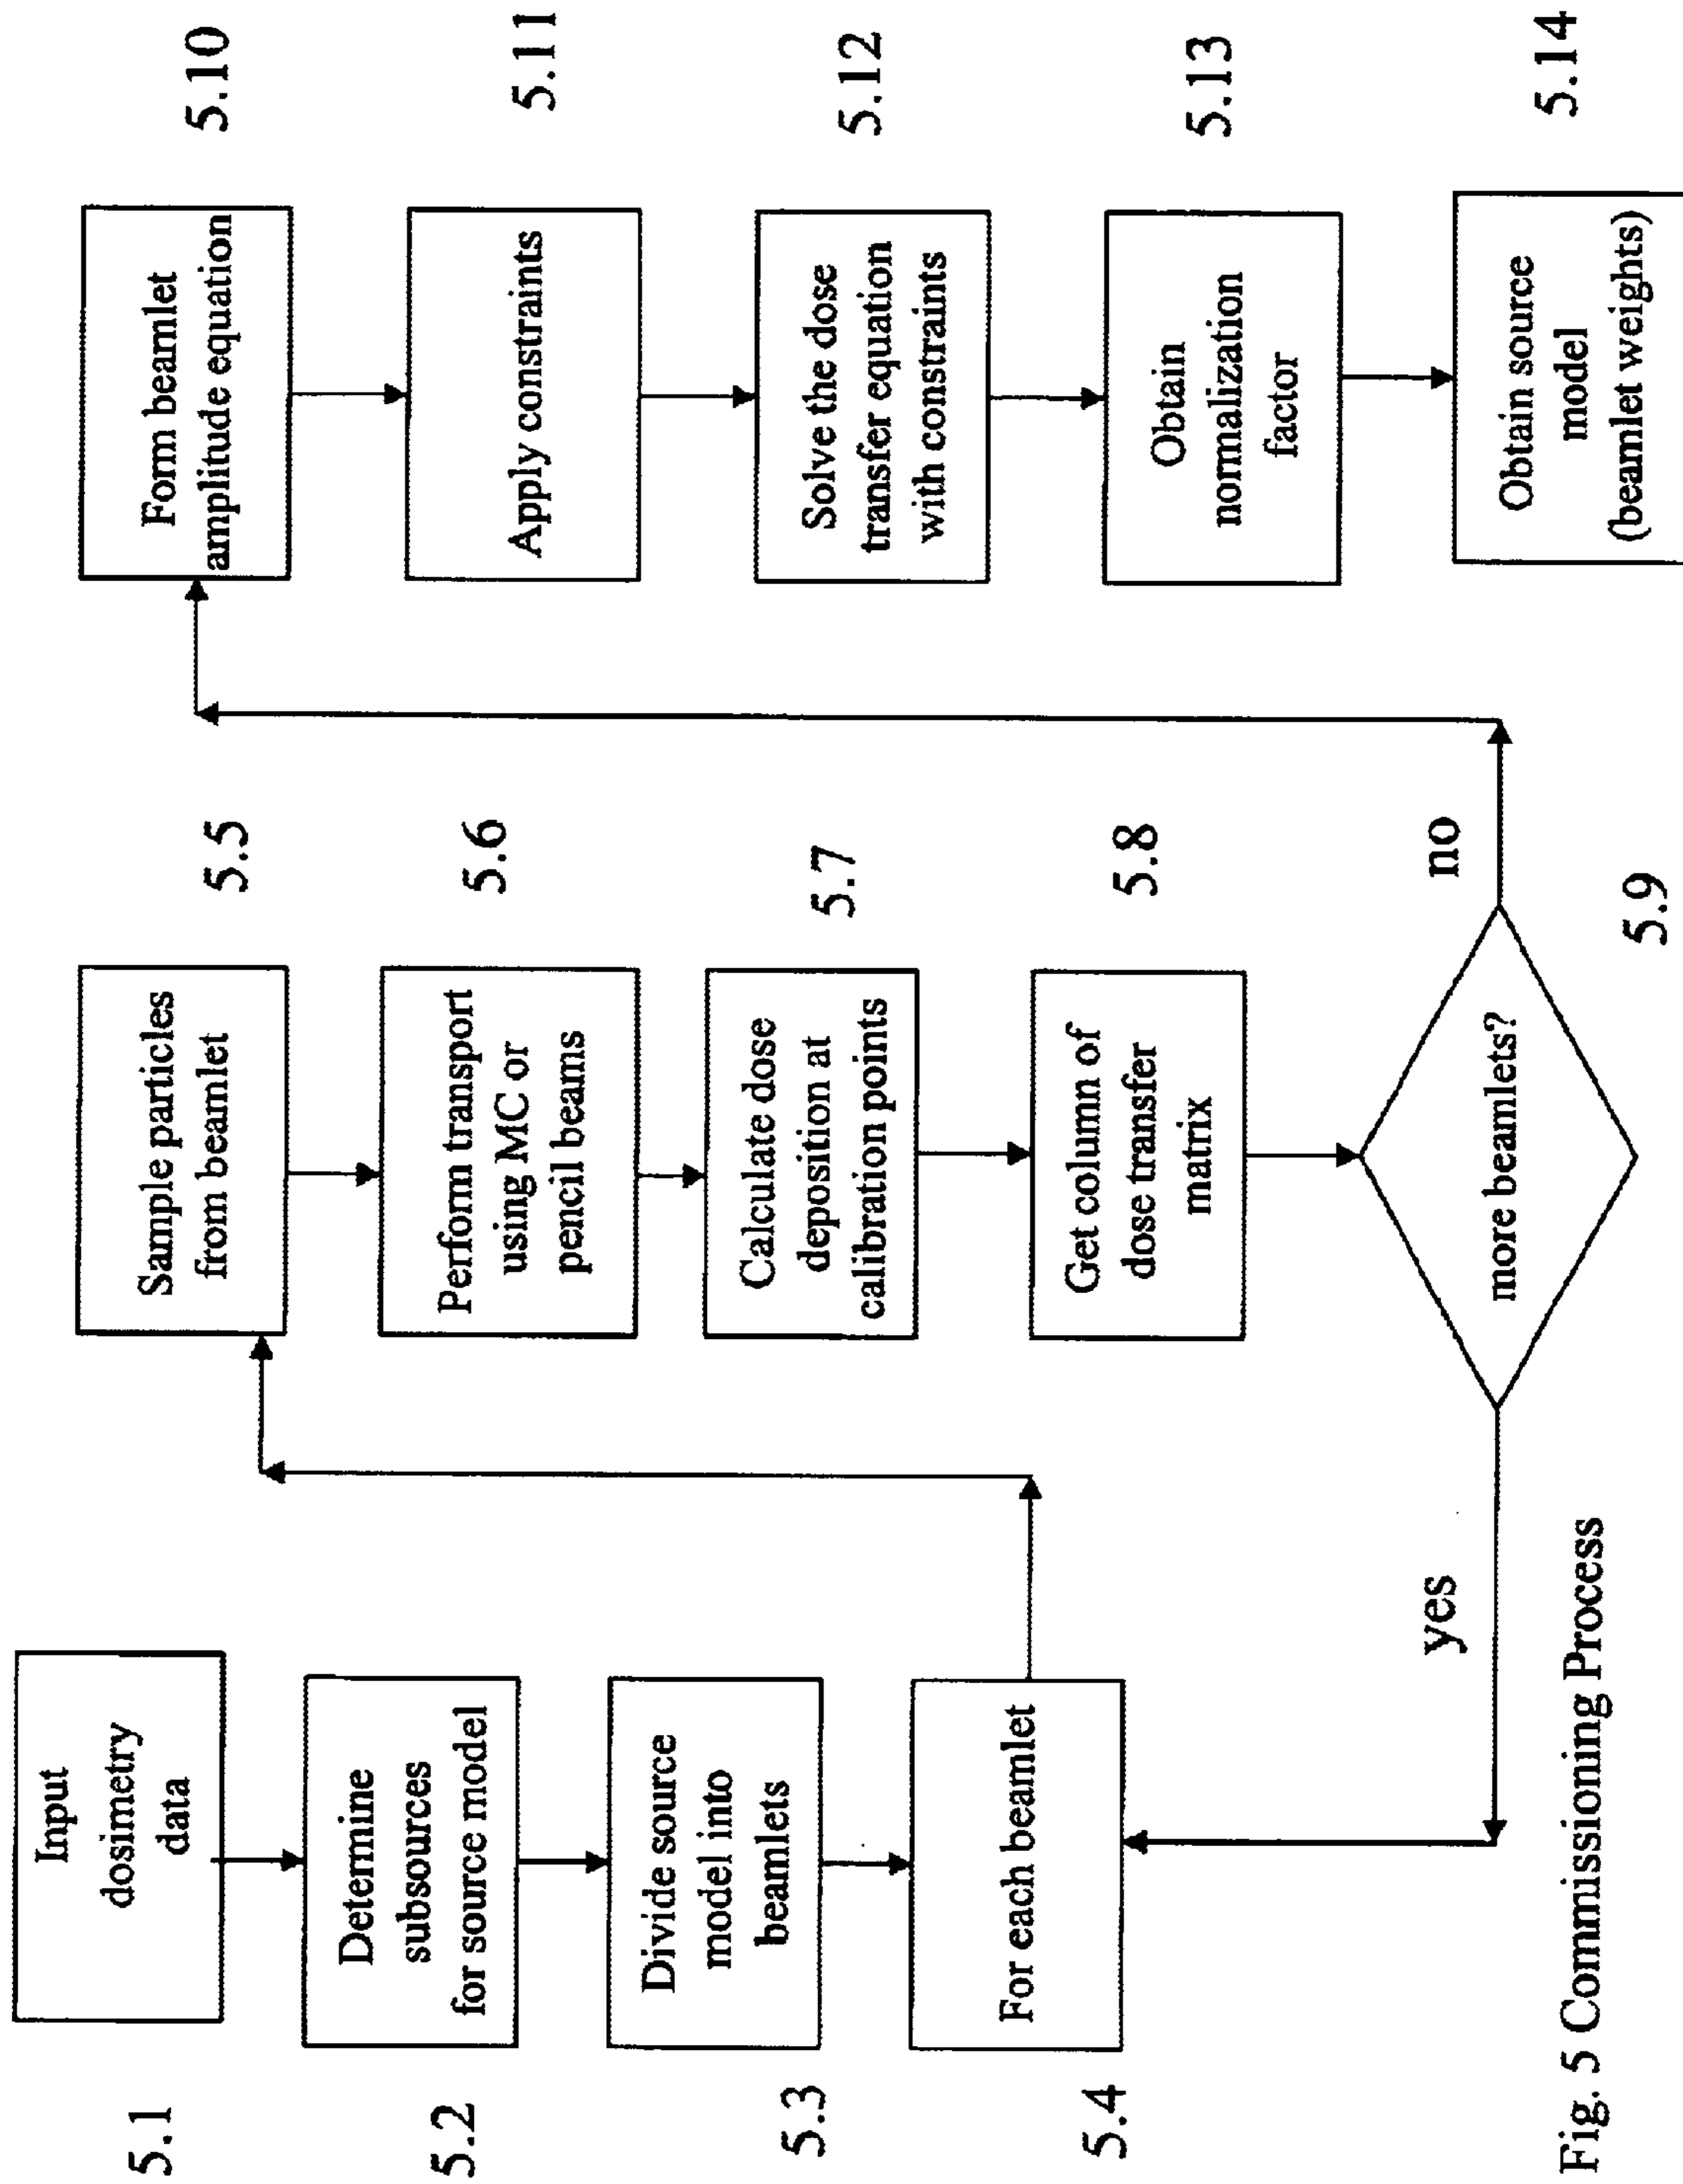 5.1
Input
dosimetry
data
5.2
Determine
subsources
for source model
5.3
Divide source
model into
beamlets
5.4
For each beamlet
5.5
Sample particles
from beamlet
5.6
Perform transport
using MC or
pencil beams
5.7
Calculate dose
deposition at
calibration points
5.8
Get column of
dose transfer
matrix
more beamlets?
5.9
yes
no
5.10
Form beamlet
amplitude equation
5.11
Apply constraints
5.12
Solve the dose
transfer equation
with constraints
5.13
Obtain
normalization
factor
5.14
Obtain source
model
(beamlet weights)
Fig. 5 Commissioning Process